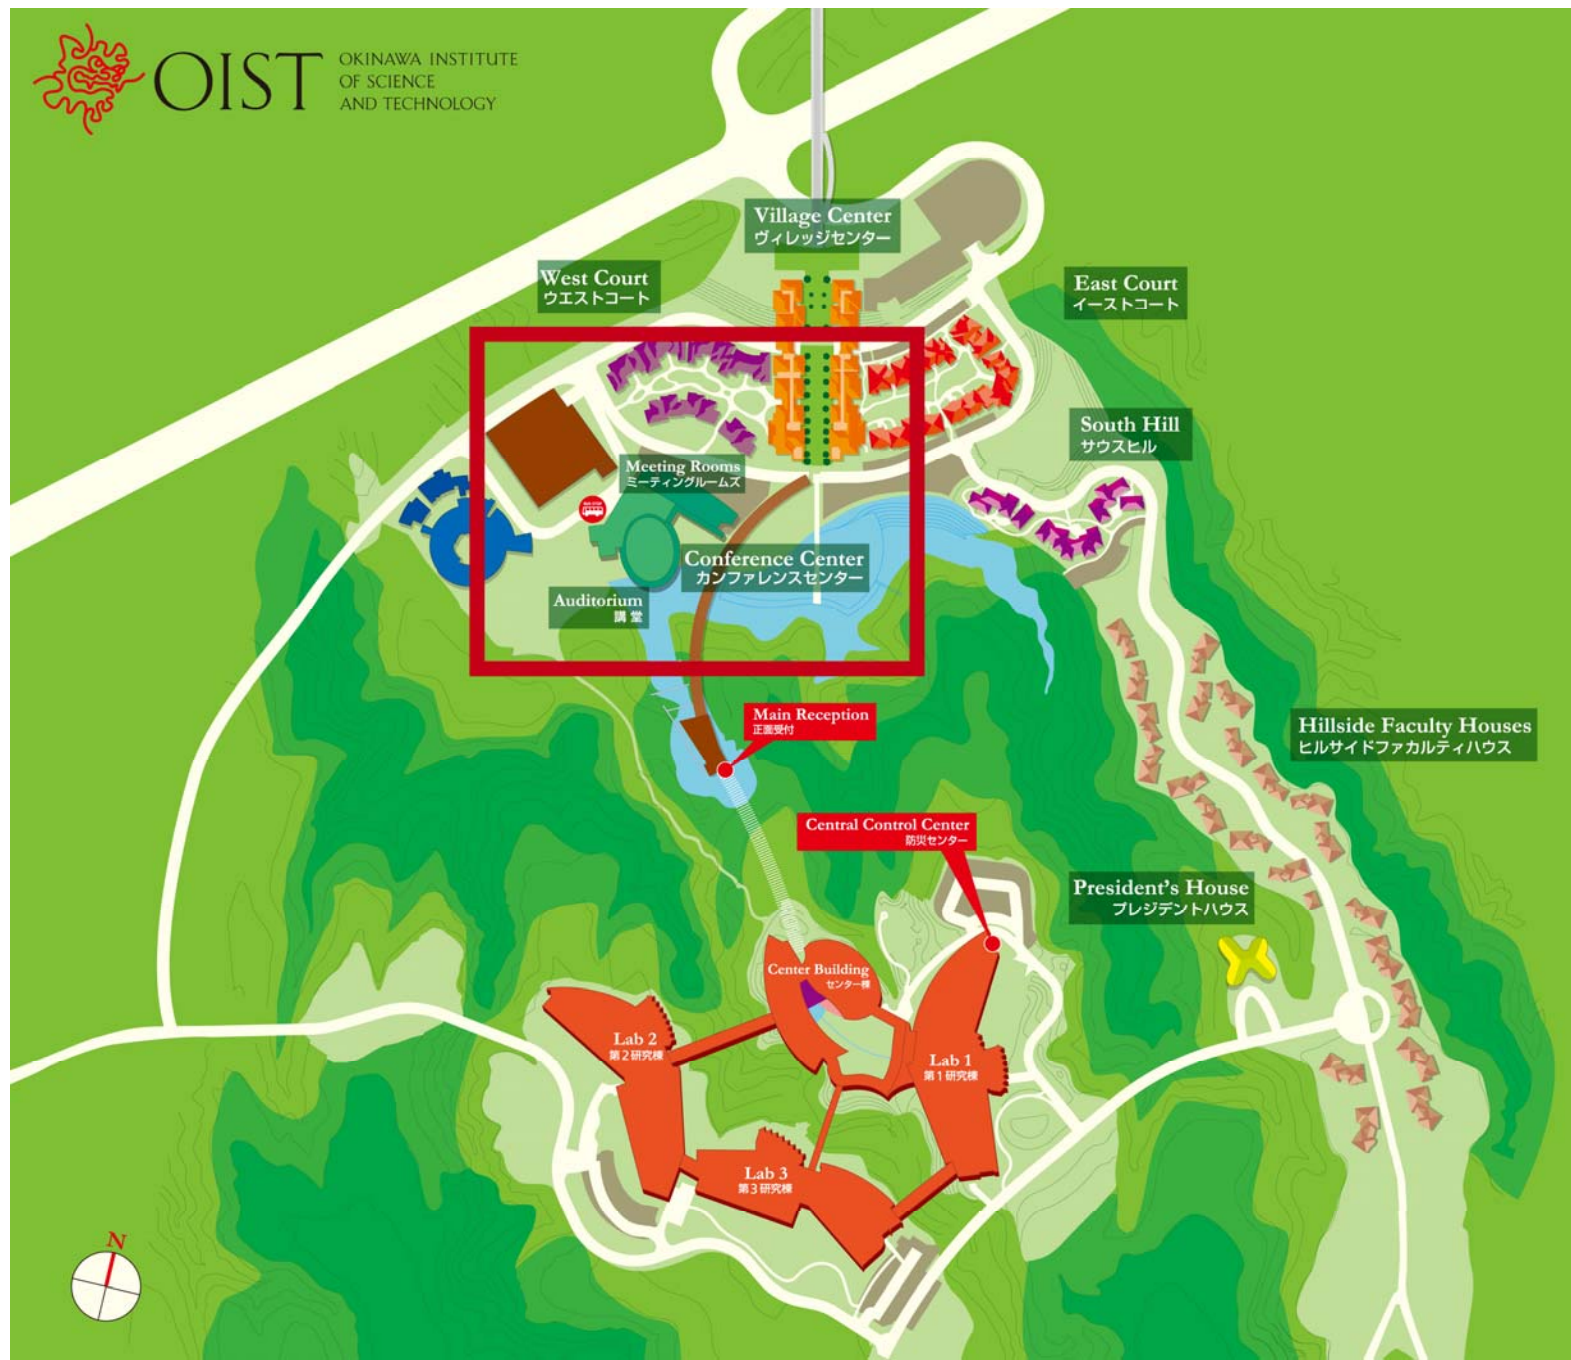 OIST
OKINAWA INSTITUTE
OF SCIENCE
AND TECHNOLOGY
Village Center
ヴィレッジセンター
West Court
ウエストコート
East Court
イーストコート
South Hill
サウスヒル
Meeting Rooms
ミーティングルームズ
BUS STOP
Conference Center
カンファレンスセンター
Auditorium
講 堂
Main Reception
正面受付
Hillside Faculty Houses
ヒルサイドファカルティハウス
Central Control Center
防災センター
President's House
プレジデントハウス
Center Building
センター棟
Lab 2
第2研究棟
Lab 1
第1研究棟
Lab 3
第3研究棟
N